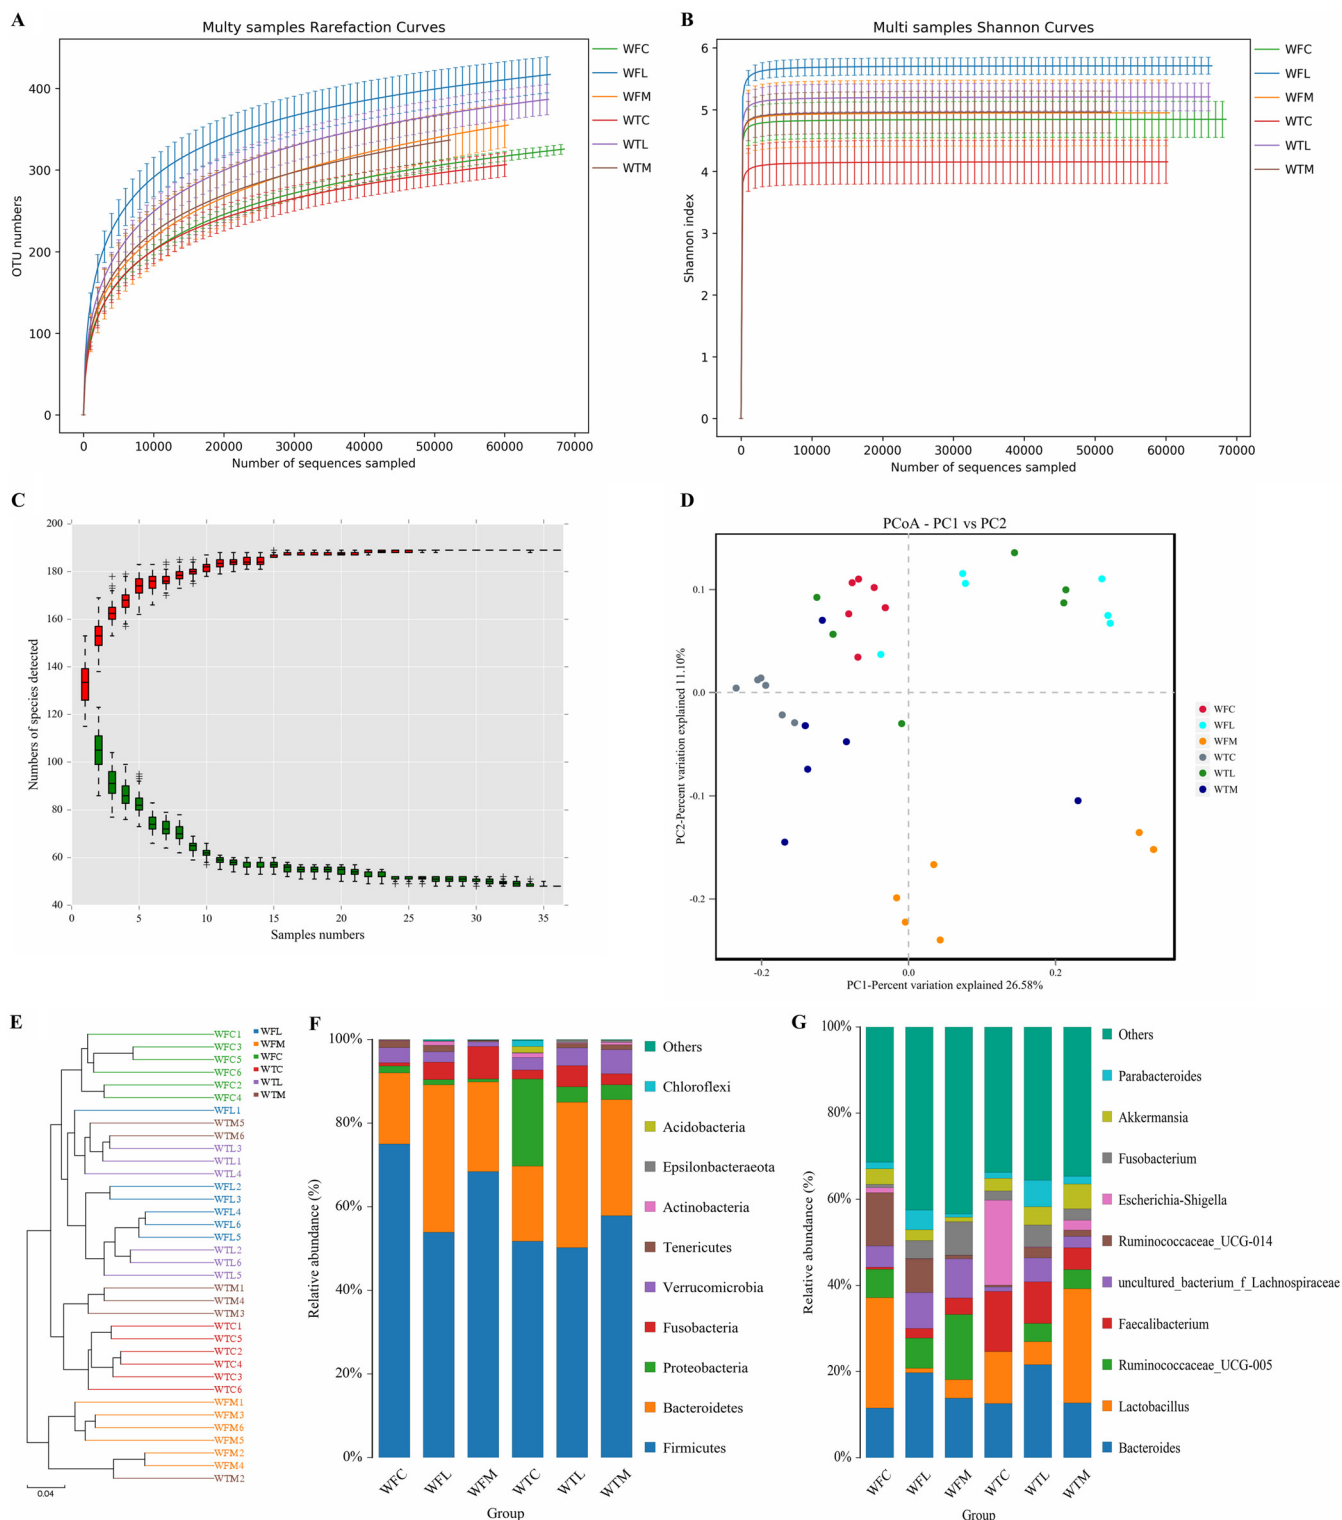 A
Multy samples Rarefaction Curves
OTU numbers
400
300
200
100
0
0 10000 20000 30000 40000 50000 60000 70000
Number of sequences sampled
WFC
WFL
WFM
WTC
WTL
WTM
B
Multi samples Shannon Curves
Shannon index
6
5
4
3
2
1
0
0 10000 20000 30000 40000 50000 60000 70000
Number of sequences sampled
WFC
WFL
WFM
WTC
WTL
WTM
C
Numbers of species detected
200
180
160
140
120
100
80
60
40
0 5 10 15 20 25 30 35
Samples numbers
D
PCoA - PC1 vs PC2
PC2-Percent variation explained 11.10%
0.1
0.0
-0.1
-0.2
-0.2 0.0 0.2
PC1-Percent variation explained 26.58%
WFC
WFL
WFM
WTC
WTL
WTM
E
WFC1
WFC3
WFC5
WFC6
WFC2
WFC4
WFL1
WTM5
WTM6
WTL3
WTL1
WTL4
WFL2
WFL3
WFL4
WFL6
WFL5
WTL2
WTL6
WTL5
WTM1
WTM4
WTM3
WTC1
WTC5
WTC2
WTC4
WTC3
WTC6
WFM1
WFM3
WFM6
WFM5
WFM2
WFM4
WTM2
0.04
WFL
WFM
WFC
WTC
WTL
WTM
F
Relative abundance (%)
100%
80%
60%
40%
20%
0%
WFC WFL WFM WTC WTL WTM
Group
Others
Chloroflexi
Acidobacteria
Epsilonbacteraeota
Actinobacteria
Tenericutes
Verrucomicrobia
Fusobacteria
Proteobacteria
Bacteroidetes
Firmicutes
G
Relative abundance (%)
100%
80%
60%
40%
20%
0%
WFC WFL WFM WTC WTL WTM
Group
Others
Parabacteroides
Akkermansia
Fusobacterium
Escherichia-Shigella
Ruminococcaceae_UCG-014
uncultured_bacterium_f_Lachnospiraceae
Faecalibacterium
Ruminococcaceae_UCG-005
Lactobacillus
Bacteroides